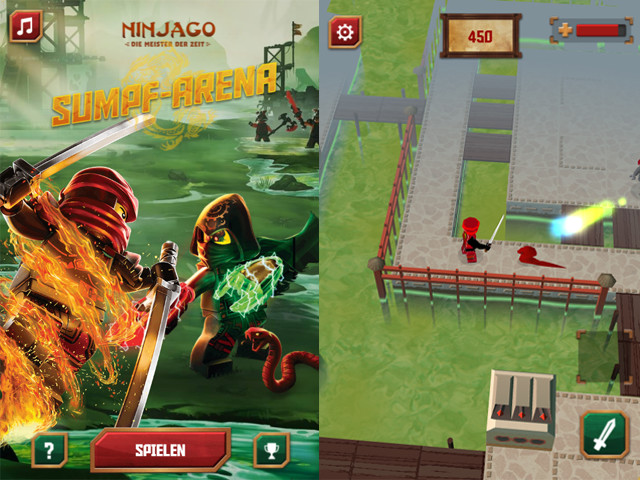 NINJAGO
DIE MEISTER DER ZEIT
SUMPF-ARENA
?
SPIELEN
450